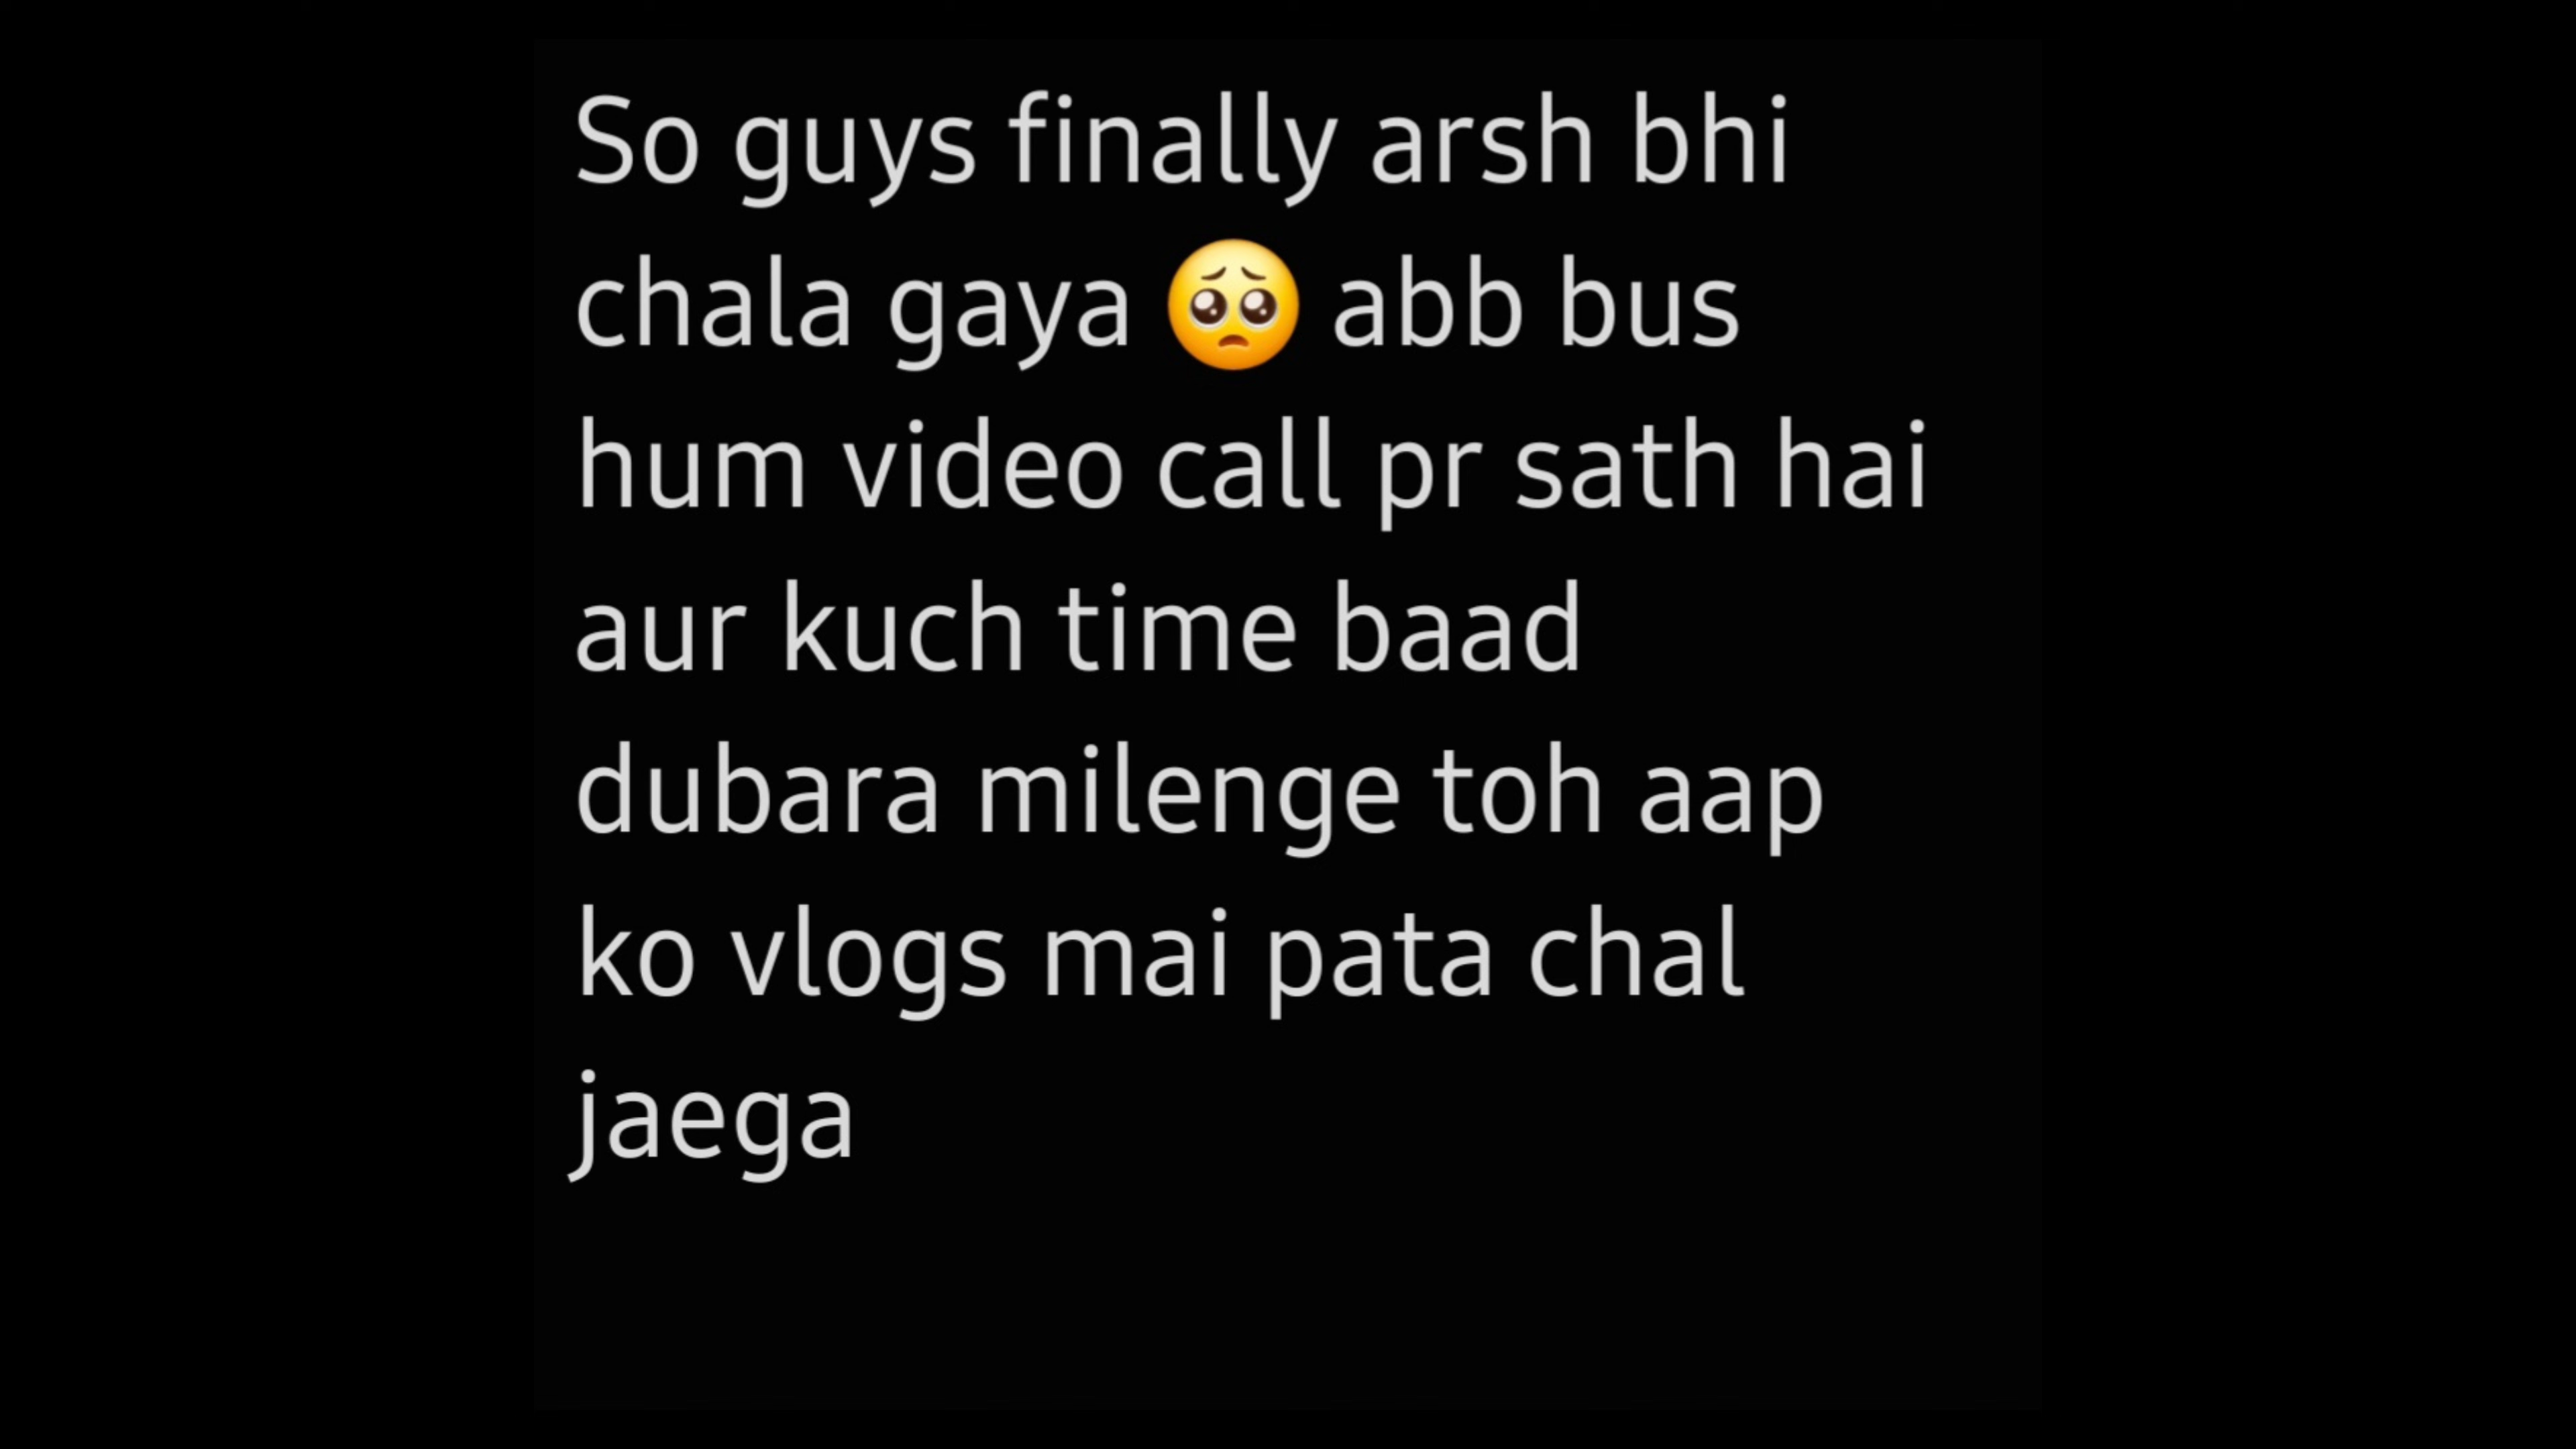 So guys finally arsh bhi
chala gaya 🥺 abb bus
hum video call pr sath hai
aur kuch time baad
dubara milenge toh aap
ko vlogs mai pata chal
jaega